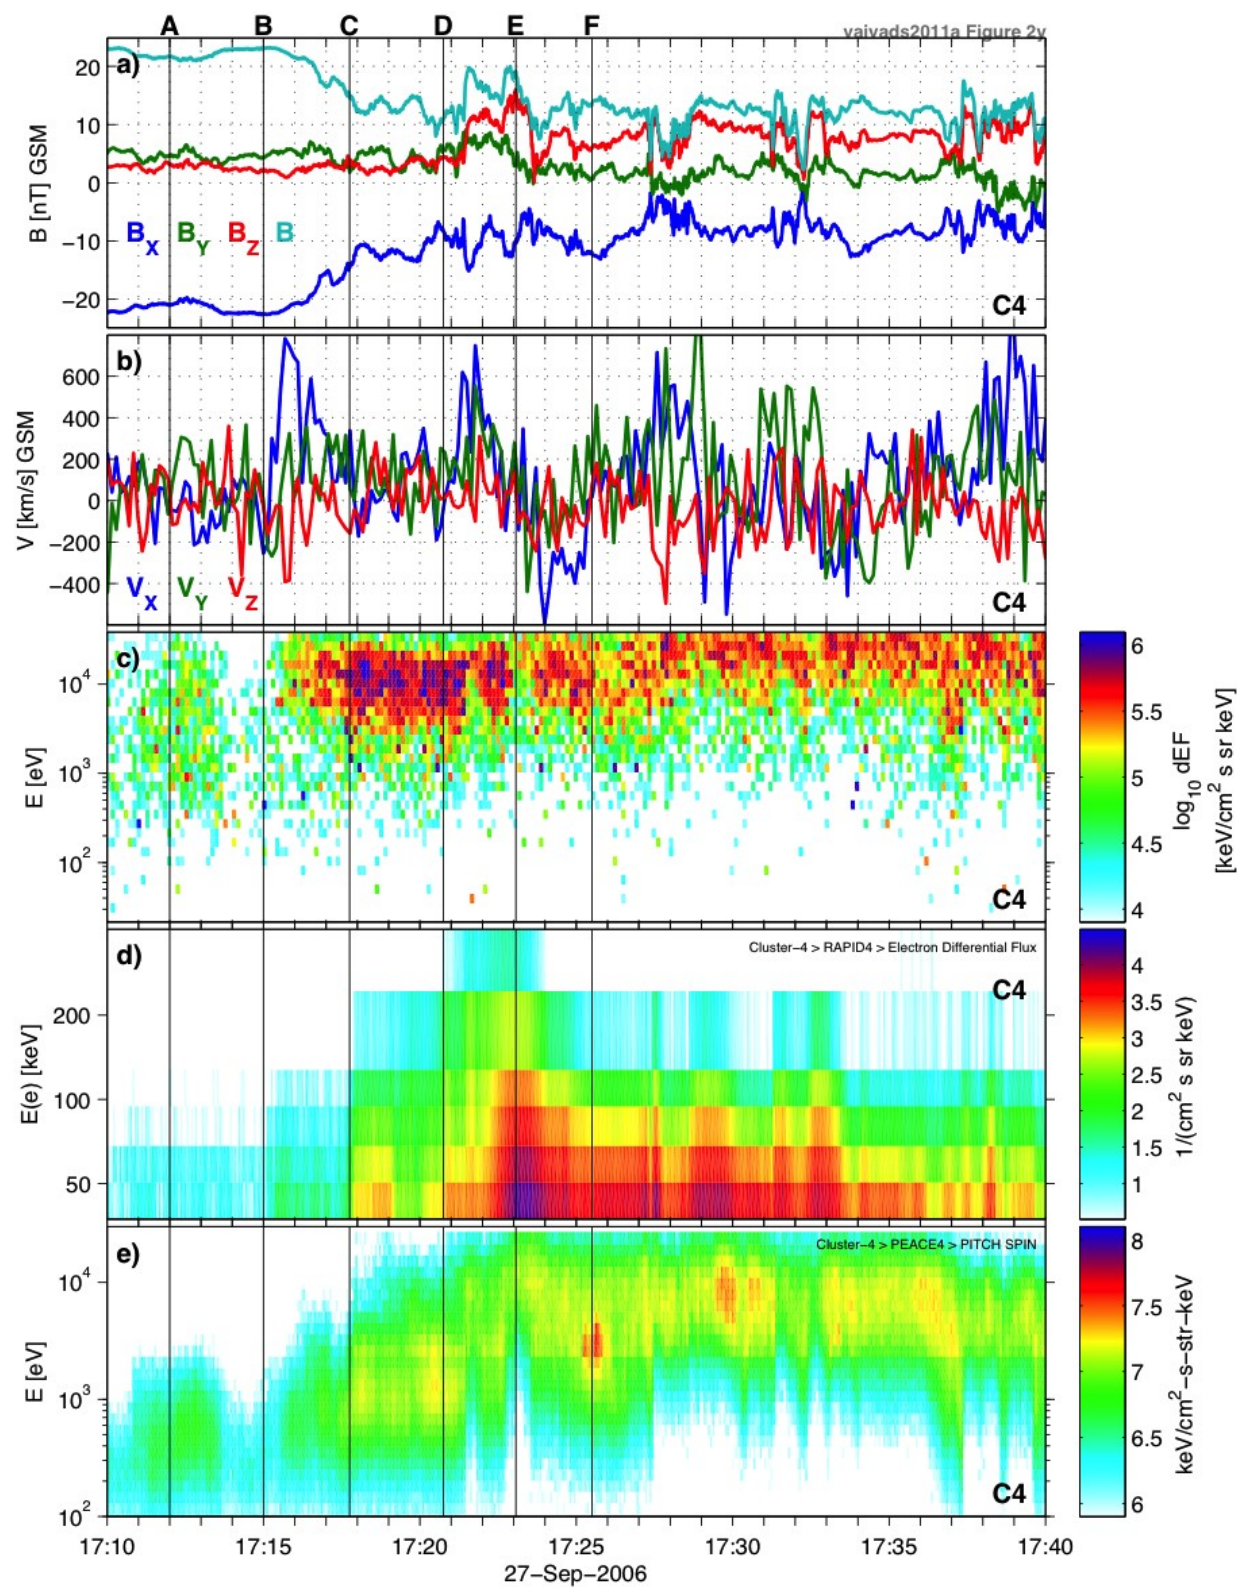 A B C D E F
vaivads2011a Figure 2y
a)
20
10
0
−10
−20
B [nT] GSM
BX BY BZ B
C4
b)
600
400
200
0
−200
−400
V [km/s] GSM
VX VY VZ
C4
c)
10^4
10^3
10^2
E [eV]
C4
6
5.5
5
4.5
4
log10 dEF
[keV/cm^2 s sr keV]
d)
Cluster−4 > RAPID4 > Electron Differential Flux
C4
200
100
50
E(e) [keV]
4
3.5
3
2.5
2
1.5
1
1/(cm^2 s sr keV)
e)
Cluster−4 > PEACE4 > PITCH SPIN
10^4
10^3
10^2
E [eV]
C4
8
7.5
7
6.5
6
keV/cm^2−s−str−keV
17:10 17:15 17:20 17:25 17:30 17:35 17:40
27−Sep−2006